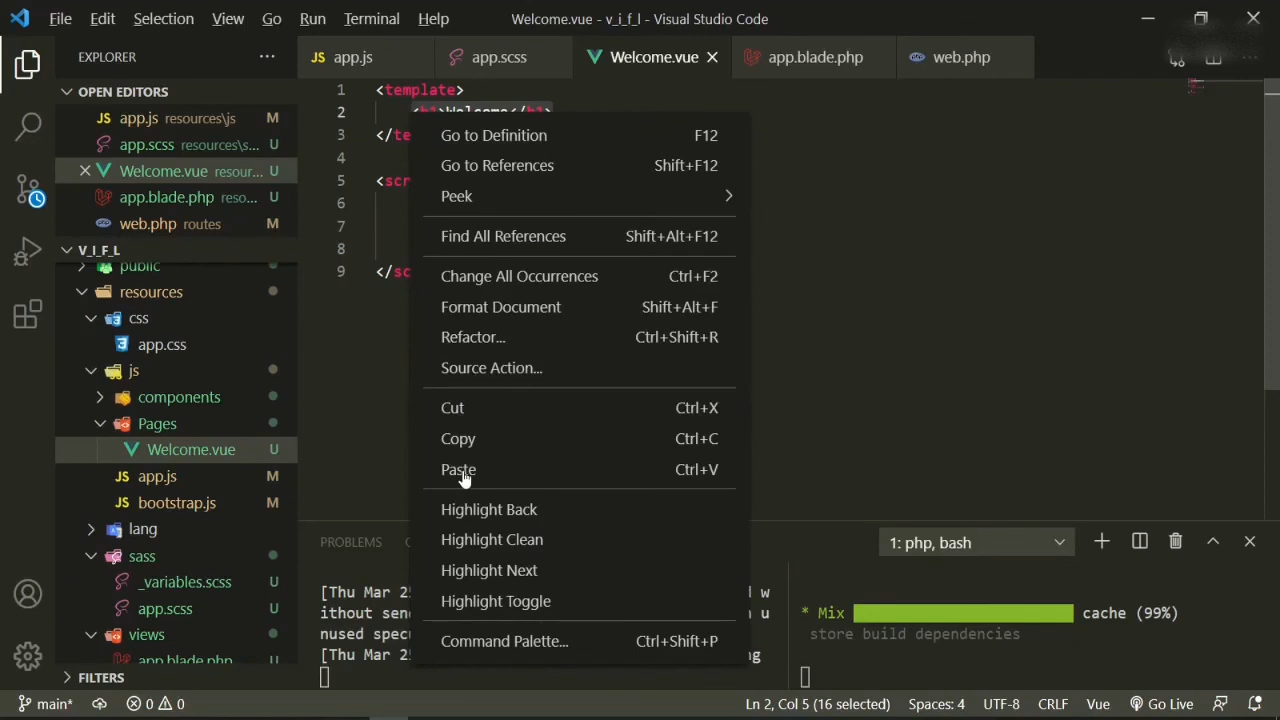 File Edit Selection View Go Run Terminal Help Welcome.vue - v_i_f_l - Visual Studio Code
EXPLORER
JS app.js app.scss Welcome.vue app.blade.php web.php
OPEN EDITORS
JS app.js resources\js M
app.scss resources\s... U
Welcome.vue resour... U
app.blade.php reso... U
web.php routes M
V_I_F_L
public
resources
css
app.css
js
components
Pages
Welcome.vue U
JS app.js M
JS bootstrap.js M
lang
sass
_variables.scss U
app.scss U
views
app.blade.php U
FILTERS
1 <template>
2 <h1>Welcome</h1>
3 </te
4
5 <scr
6
7
8
9 </sc
Go to Definition F12
Go to References Shift+F12
Peek
Find All References Shift+Alt+F12
Change All Occurrences Ctrl+F2
Format Document Shift+Alt+F
Refactor... Ctrl+Shift+R
Source Action...
Cut Ctrl+X
Copy Ctrl+C
Paste Ctrl+V
Highlight Back
Highlight Clean
Highlight Next
Highlight Toggle
Command Palette... Ctrl+Shift+P
PROBLEMS
1: php, bash
[Thu Mar 25 d w
ithout sen d u
nused spec
[Thu Mar 2 ng
* Mix cache (99%)
store build dependencies
main* 0 0 Ln 2, Col 5 (16 selected) Spaces: 4 UTF-8 CRLF Vue Go Live